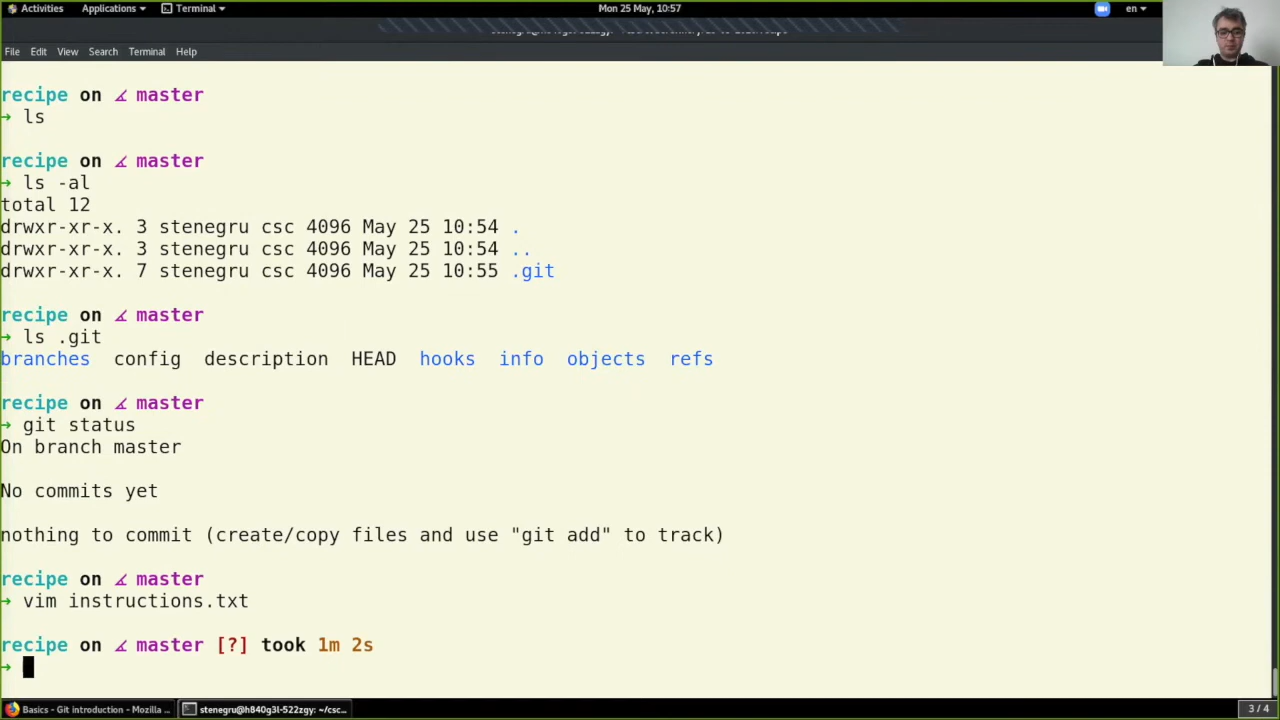 Activities Applications Terminal Mon 25 May, 10:57 en
File Edit View Search Terminal Help
recipe on master
→ ls
recipe on master
→ ls -al
total 12
drwxr-xr-x. 3 stenegru csc 4096 May 25 10:54 .
drwxr-xr-x. 3 stenegru csc 4096 May 25 10:54 ..
drwxr-xr-x. 7 stenegru csc 4096 May 25 10:55 .git
recipe on master
→ ls .git
branches config description HEAD hooks info objects refs
recipe on master
→ git status
On branch master
No commits yet
nothing to commit (create/copy files and use "git add" to track)
recipe on master
→ vim instructions.txt
recipe on master [?] took 1m 2s
→
Basics - Git introduction - Mozilla ... stenegru@h840g3l-522zgy: ~/csc... 3 / 4